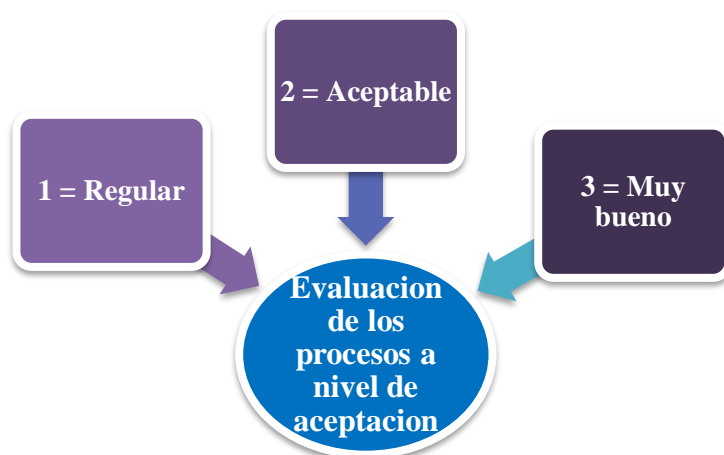 2 = Aceptable
1 = Regular
3 = Muy
bueno
Evaluacion
de los
procesos a
nivel de
aceptacion